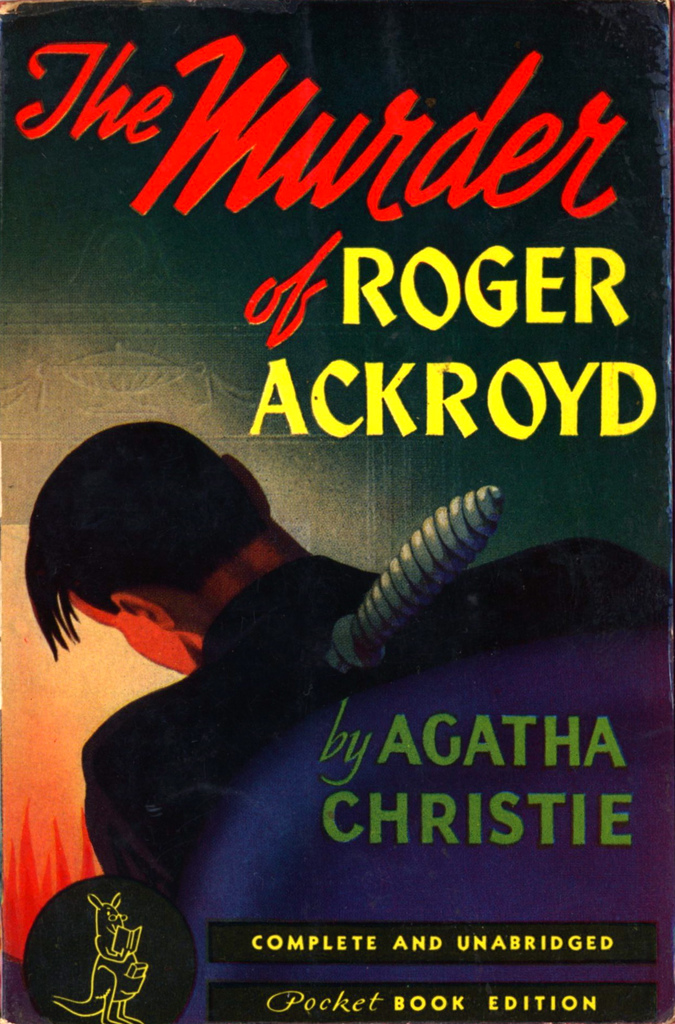 The Murder
of ROGER
ACKROYD
by AGATHA
CHRISTIE
COMPLETE AND UNABRIDGED
Pocket BOOK EDITION